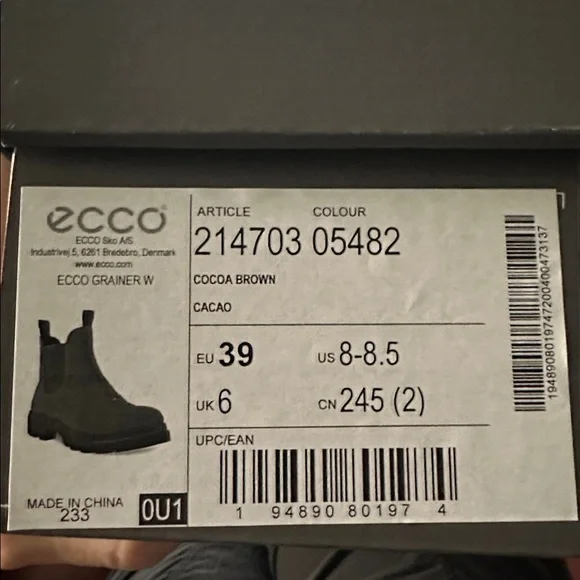 ecco
ECCO Sko A/S
Industrivej 5, 6261 Bredebro, Denmark
www.ecco.com
ECCO GRAINER W
MADE IN CHINA
233
0U1
ARTICLE COLOUR
214703 05482
COCOA BROWN
CACAO
EU 39 US 8-8.5
UK 6 CN 245 (2)
UPC/EAN
1 94890 80197 4
1948908019747200400473137